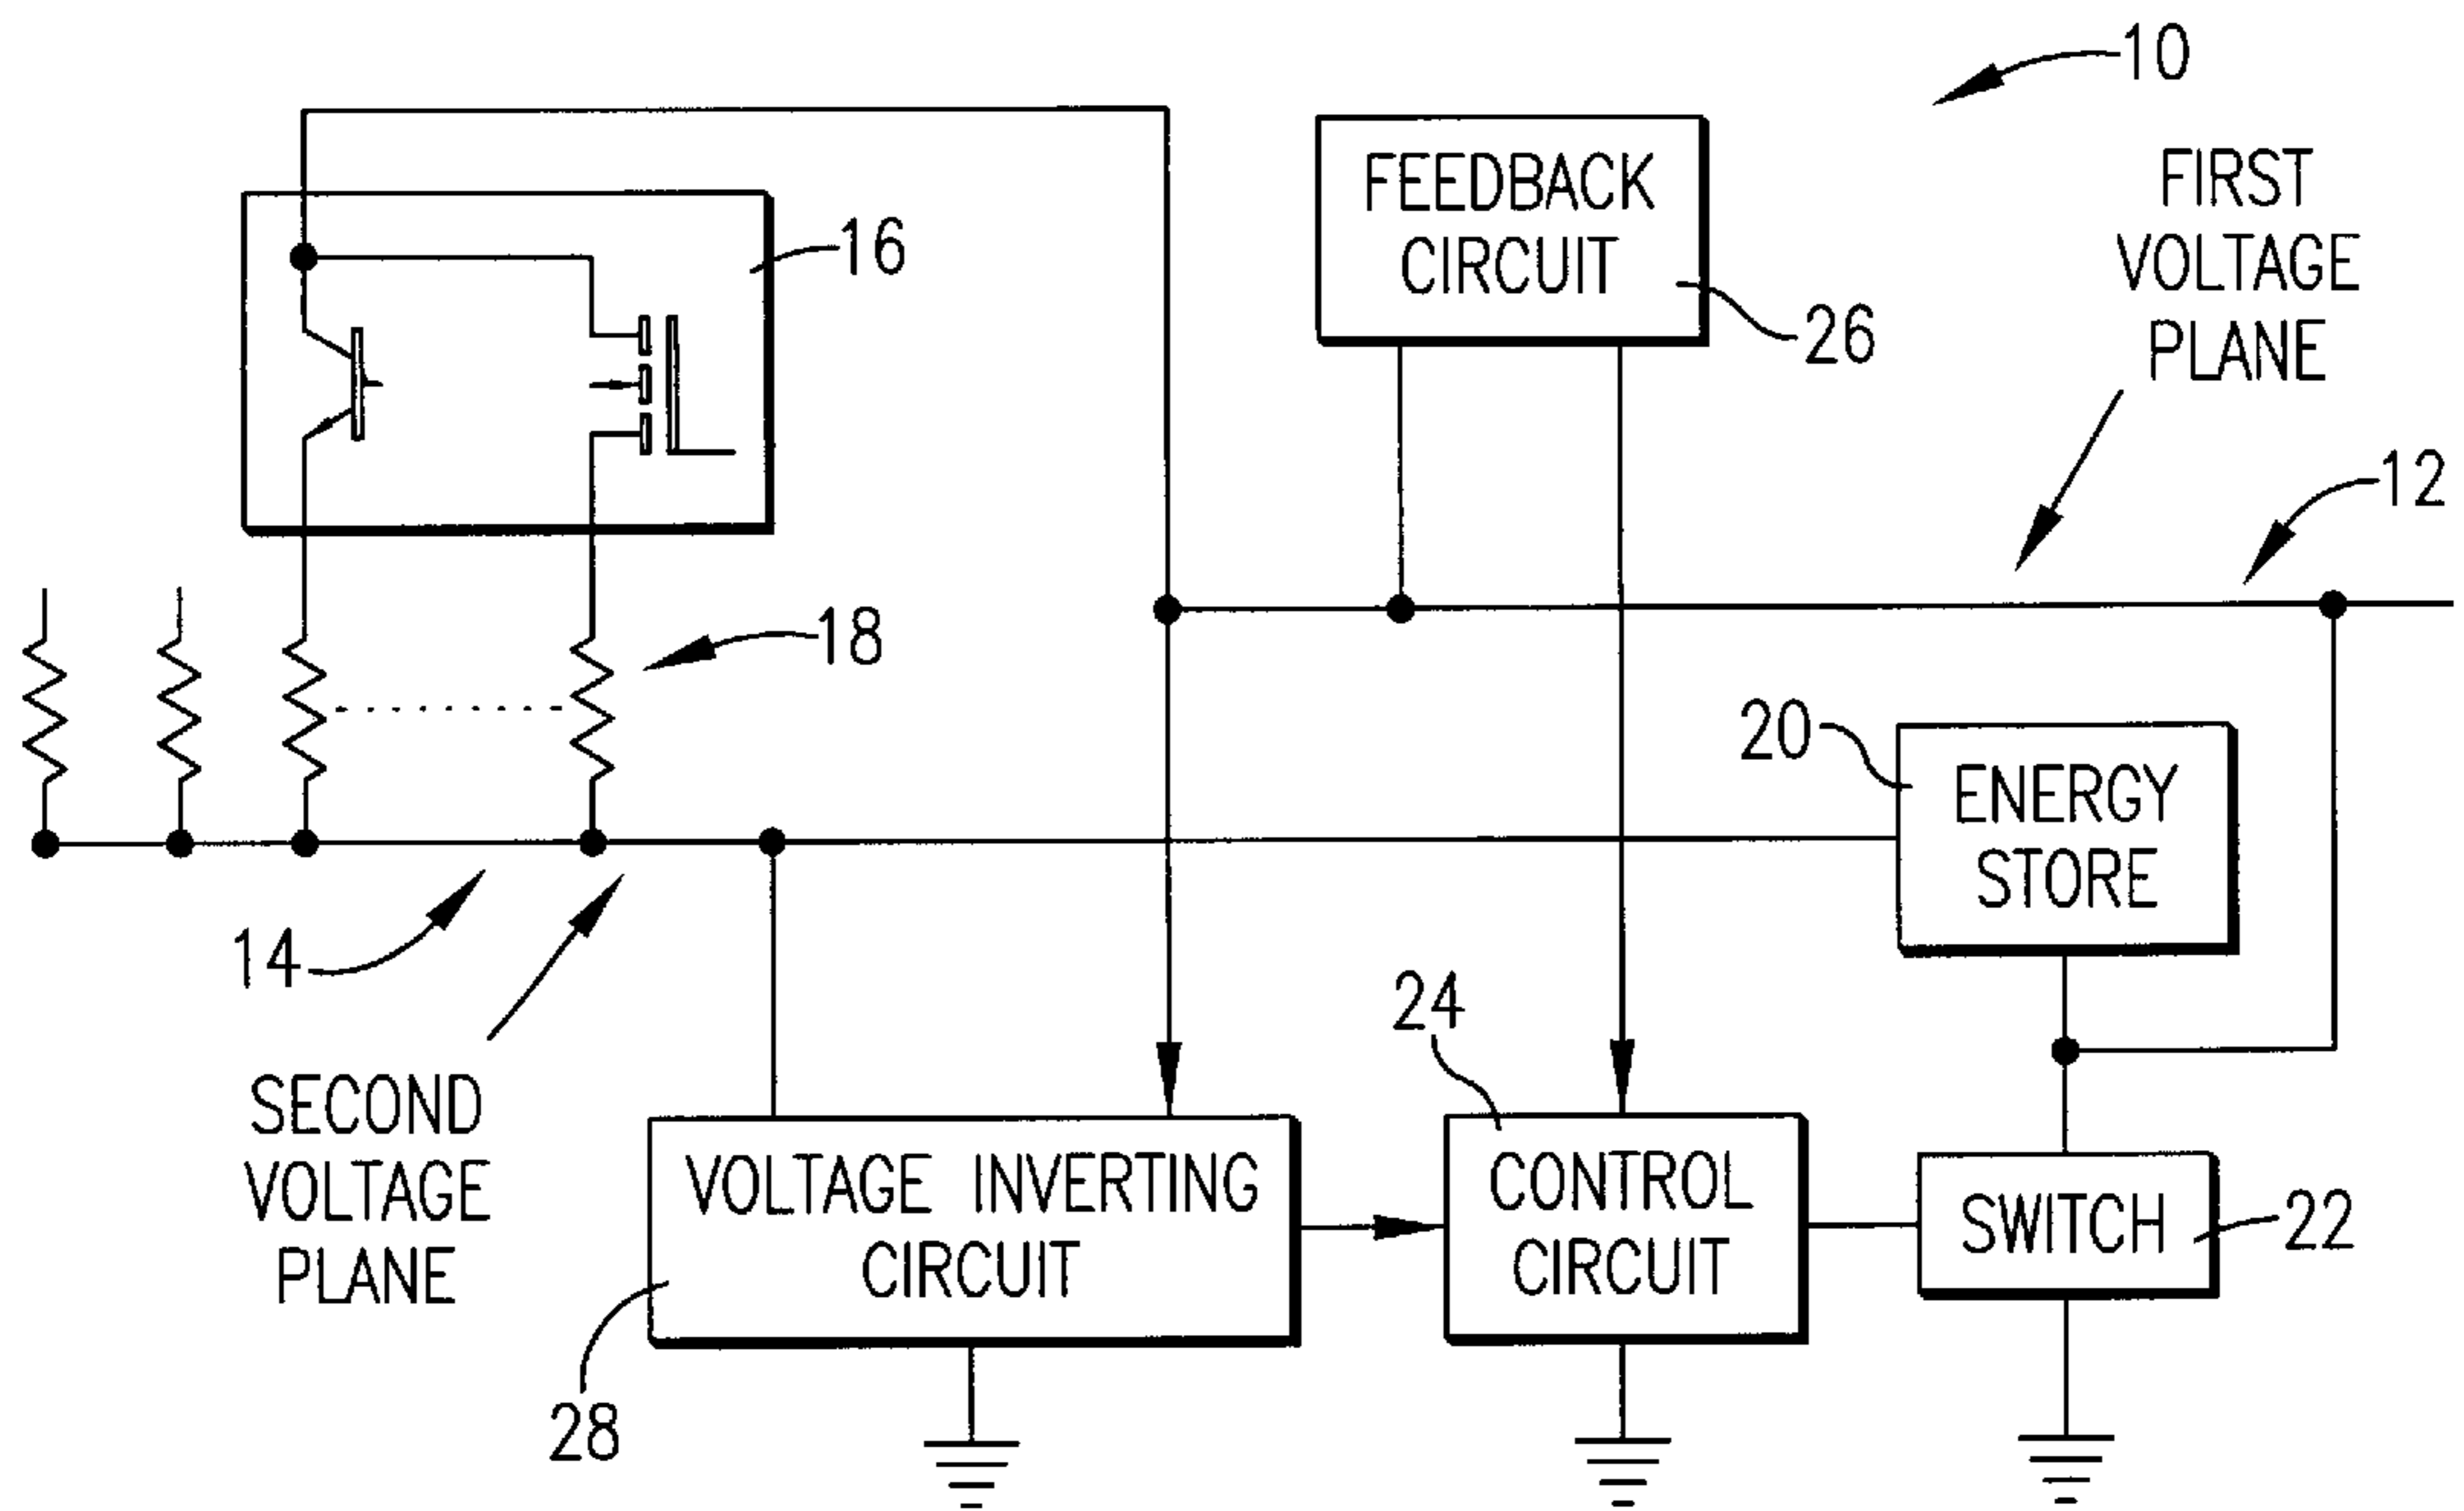 10
FEEDBACK
CIRCUIT
FIRST
VOLTAGE
PLANE
16
26
12
18
20
ENERGY
STORE
14
24
SECOND
VOLTAGE
PLANE
VOLTAGE INVERTING
CIRCUIT
CONTROL
CIRCUIT
SWITCH
22
28